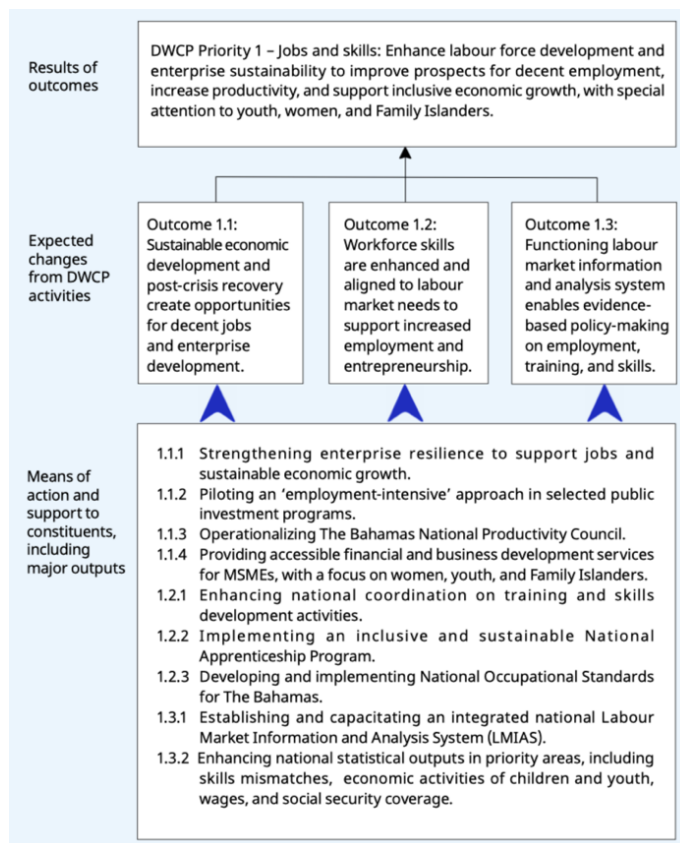 Results of
outcomes
DWCP Priority 1 – Jobs and skills: Enhance labour force development and
enterprise sustainability to improve prospects for decent employment,
increase productivity, and support inclusive economic growth, with special
attention to youth, women, and Family Islanders.
Expected
changes
from DWCP
activities
Outcome 1.1:
Sustainable economic
development and
post-crisis recovery
create opportunities
for decent jobs
and enterprise
development.
Outcome 1.2:
Workforce skills
are enhanced and
aligned to labour
market needs to
support increased
employment and
entrepreneurship.
Outcome 1.3:
Functioning labour
market information
and analysis system
enables evidence-
based policy-making
on employment,
training, and skills.
Means of
action and
support to
constituents,
including
major outputs
1.1.1 Strengthening enterprise resilience to support jobs and
sustainable economic growth.
1.1.2 Piloting an ‘employment-intensive’ approach in selected public
investment programs.
1.1.3 Operationalizing The Bahamas National Productivity Council.
1.1.4 Providing accessible financial and business development services
for MSMEs, with a focus on women, youth, and Family Islanders.
1.2.1 Enhancing national coordination on training and skills
development activities.
1.2.2 Implementing an inclusive and sustainable National
Apprenticeship Program.
1.2.3 Developing and implementing National Occupational Standards
for The Bahamas.
1.3.1 Establishing and capacitating an integrated national Labour
Market Information and Analysis System (LMIAS).
1.3.2 Enhancing national statistical outputs in priority areas, including
skills mismatches, economic activities of children and youth,
wages, and social security coverage.